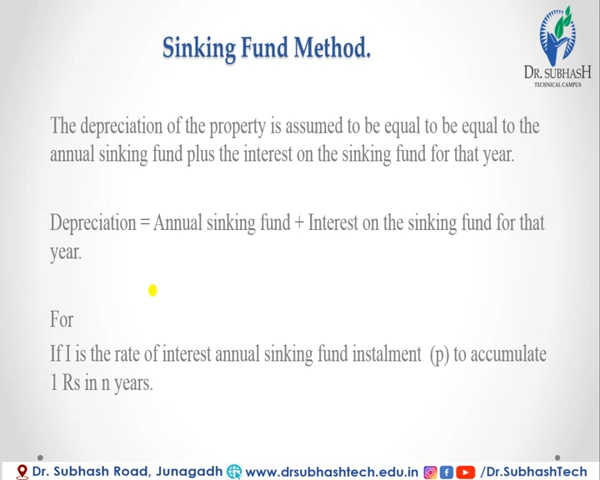 Sinking Fund Method.
DR. SUBHASH
TECHNICAL CAMPUS
The depreciation of the property is assumed to be equal to be equal to the
annual sinking fund plus the interest on the sinking fund for that year.
Depreciation = Annual sinking fund + Interest on the sinking fund for that
year.
For
If I is the rate of interest annual sinking fund instalment (p) to accumulate
1 Rs in n years.
Dr. Subhash Road, Junagadh www.drsubhashtech.edu.in /Dr.SubhashTech